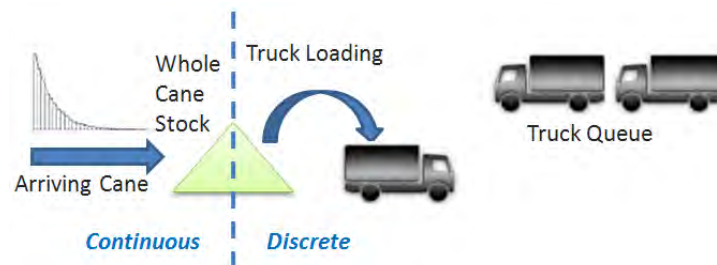 Whole
Cane
Stock
Truck Loading
Arriving Cane
Truck Queue
Continuous
Discrete